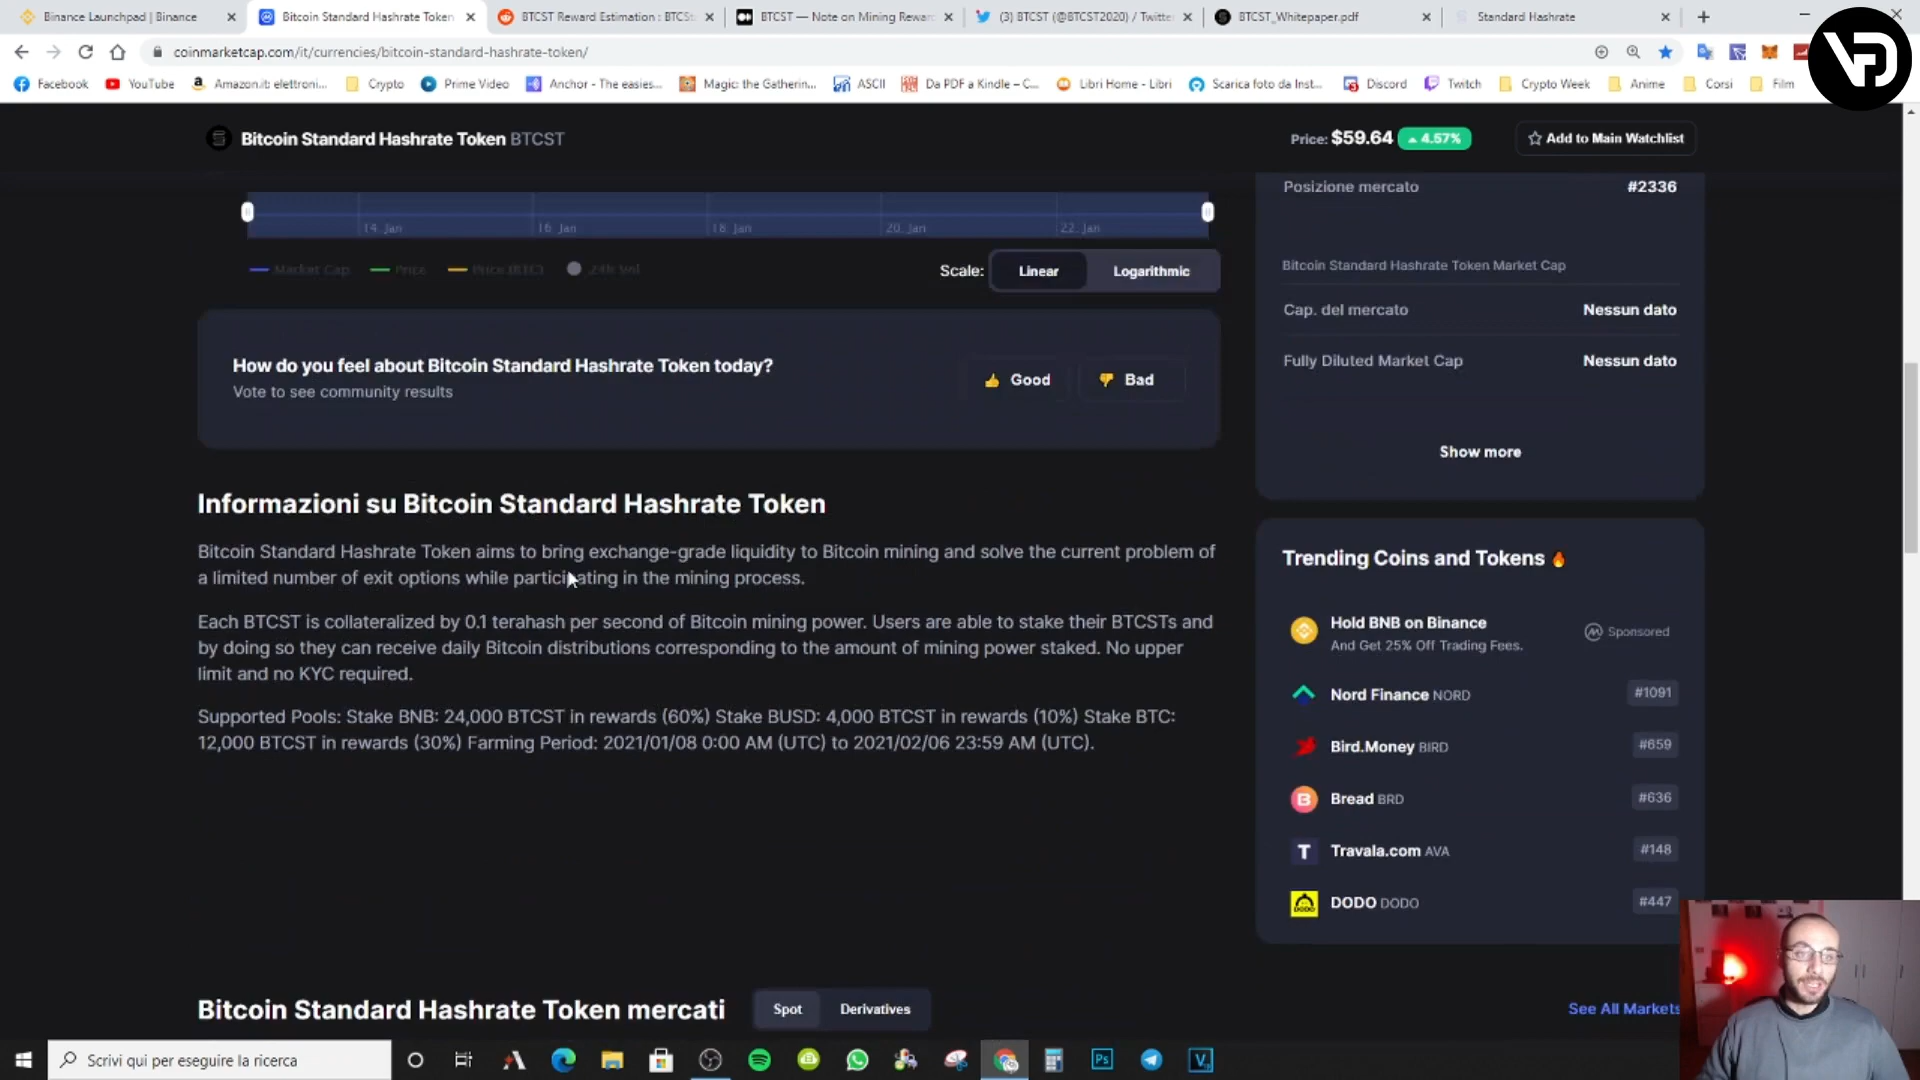 Binance Launchpad | Binance
Bitcoin Standard Hashrate Token
BTCST Reward Estimation : BTCS
BTCST — Note on Mining Rewar
(3) BTCST (@BTCST2020) / Twitte
BTCST_Whitepaper.pdf
Standard Hashrate
coinmarketcap.com/it/currencies/bitcoin-standard-hashrate-token/
Facebook
YouTube
Amazon.it: elettroni...
Crypto
Prime Video
Anchor - The easies...
Magic: the Gatherin...
ASCII
Da PDF a Kindle – C...
Libri Home - Libri
Scarica foto da Inst...
Discord
Twitch
Crypto Week
Anime
Corsi
Film
Bitcoin Standard Hashrate Token BTCST
Price: $59.64 4.57%
Add to Main Watchlist
14. Jan 16. Jan 18. Jan 20. Jan 22. Jan
Market Cap Price Price (BTC) 24h Vol
Scale: Linear Logarithmic
How do you feel about Bitcoin Standard Hashrate Token today?
Vote to see community results
👍 Good 👎 Bad
Informazioni su Bitcoin Standard Hashrate Token
Bitcoin Standard Hashrate Token aims to bring exchange-grade liquidity to Bitcoin mining and solve the current problem of
a limited number of exit options while participating in the mining process.
Each BTCST is collateralized by 0.1 terahash per second of Bitcoin mining power. Users are able to stake their BTCSTs and
by doing so they can receive daily Bitcoin distributions corresponding to the amount of mining power staked. No upper
limit and no KYC required.
Supported Pools: Stake BNB: 24,000 BTCST in rewards (60%) Stake BUSD: 4,000 BTCST in rewards (10%) Stake BTC:
12,000 BTCST in rewards (30%) Farming Period: 2021/01/08 0:00 AM (UTC) to 2021/02/06 23:59 AM (UTC).
Bitcoin Standard Hashrate Token mercati
Spot Derivatives
See All Markets
Posizione mercato #2336
Bitcoin Standard Hashrate Token Market Cap
Cap. del mercato Nessun dato
Fully Diluted Market Cap Nessun dato
Show more
Trending Coins and Tokens 🔥
Hold BNB on Binance
And Get 25% Off Trading Fees.
Sponsored
Nord Finance NORD #1091
Bird.Money BIRD #659
Bread BRD #636
Travala.com AVA #148
DODO DODO #447
Scrivi qui per eseguire la ricerca